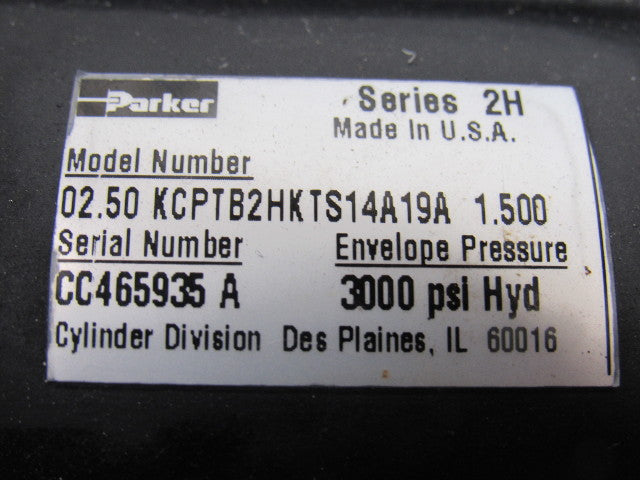 Parker
Series 2H
Made In U.S.A.
Model Number
02.50 KCPTB2HKTS14A19A 1.500
Serial Number Envelope Pressure
CC465935 A 3000 psi Hyd
Cylinder Division Des Plaines, IL 60016